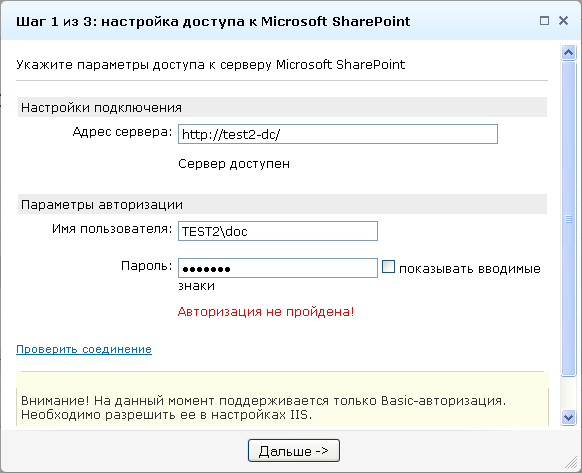 Шаг 1 из 3: настройка доступа к Microsoft SharePoint
Укажите параметры доступа к серверу Microsoft SharePoint
Настройки подключения
Адрес сервера: http://test2-dc/
Сервер доступен
Параметры авторизации
Имя пользователя: TEST2\doc
Пароль: ••••••• показывать вводимые
знаки
Авторизация не пройдена!
Проверить соединение
Внимание! На данный момент поддерживается только Basic-авторизация.
Необходимо разрешить ее в настройках IIS.
Дальше ->